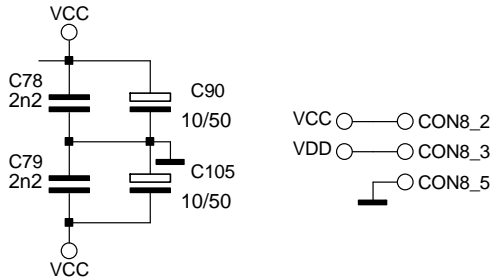 VCC
C78
2n2
C90
10/50
C79
2n2
C105
10/50
VCC
VCC CON8_2
VDD CON8_3
CON8_5